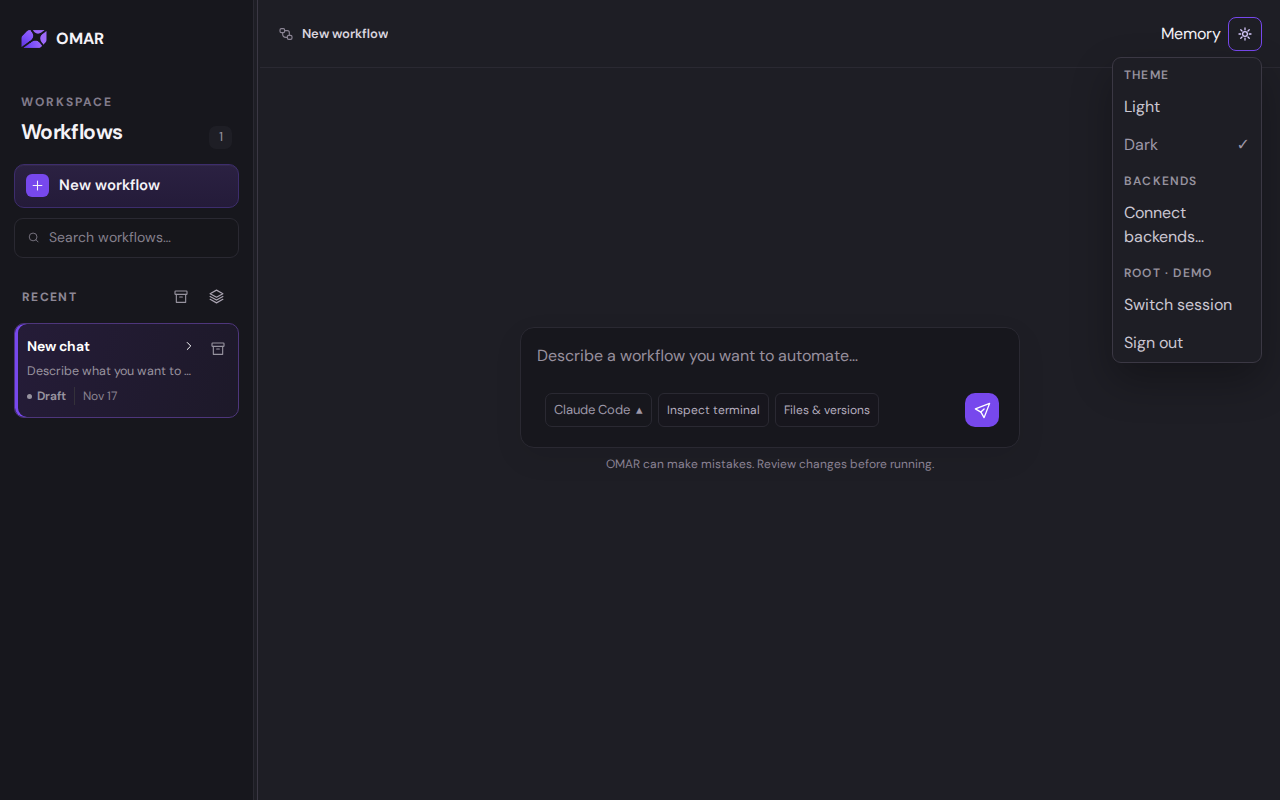 OMAR
WORKSPACE
Workflows
1
New workflow
Search workflows...
RECENT
New chat
Describe what you want to ...
Draft
Nov 17
New workflow
Memory
THEME
Light
Dark ✓
BACKENDS
Connect
backends...
ROOT · DEMO
Switch session
Sign out
Describe a workflow you want to automate...
Claude Code ▲
Inspect terminal
Files & versions
OMAR can make mistakes. Review changes before running.